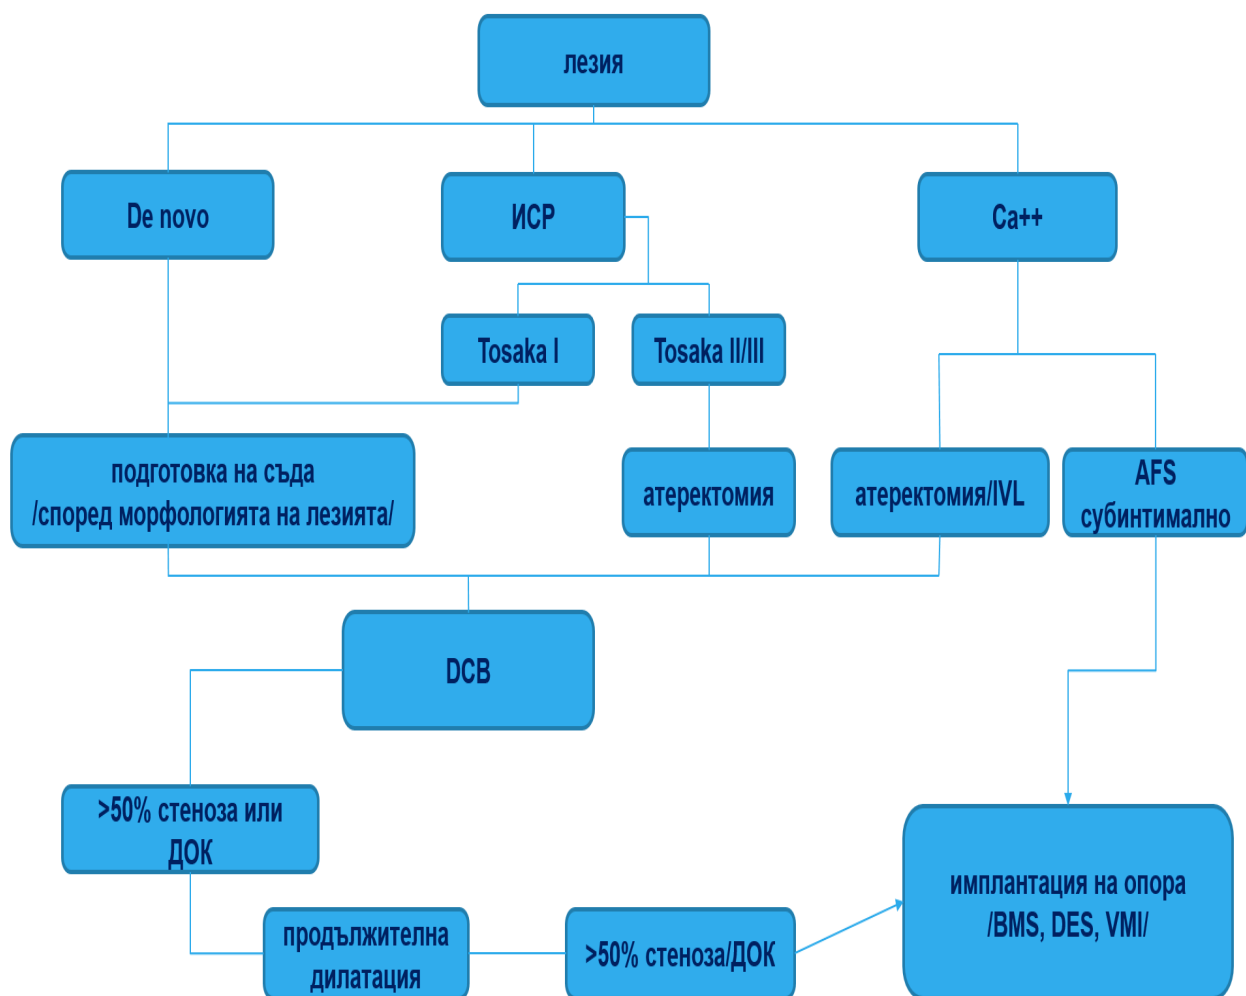 лезия
De novo
ИСР
Ca++
Tosaka I
Tosaka II/III
подготовка на съда
/според морфологията на лезията/
атеректомия
атеректомия/IVL
AFS
субинтимално
DCB
>50% стеноза или
ДОК
продължителна
дилатация
>50% стеноза/ДОК
имплантация на опора
/BMS, DES, VMI/